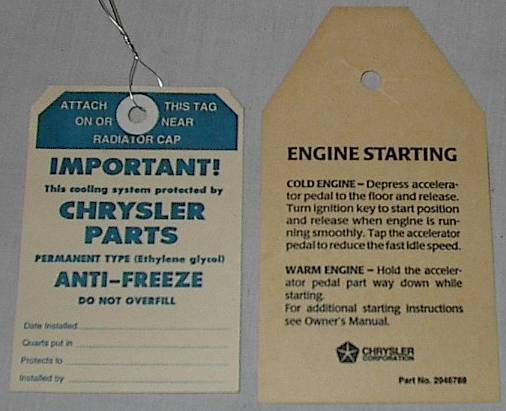 ATTACH THIS TAG
ON OR NEAR
RADIATOR CAP
IMPORTANT!
This cooling system protected by
CHRYSLER
PARTS
PERMANENT TYPE (Ethylene glycol)
ANTI-FREEZE
DO NOT OVERFILL
Date Installed
Quarts put in
Protects to
Installed by
ENGINE STARTING
COLD ENGINE – Depress accelera-
tor pedal to the floor and release.
Turn ignition key to start position
and release when engine is run-
ning smoothly. Tap the accelerator
pedal to reduce the fast idle speed.
WARM ENGINE – Hold the acceler-
ator pedal part way down while
starting.
For additional starting instructions
see Owner's Manual.
CHRYSLER
CORPORATION
Part No. 2946788